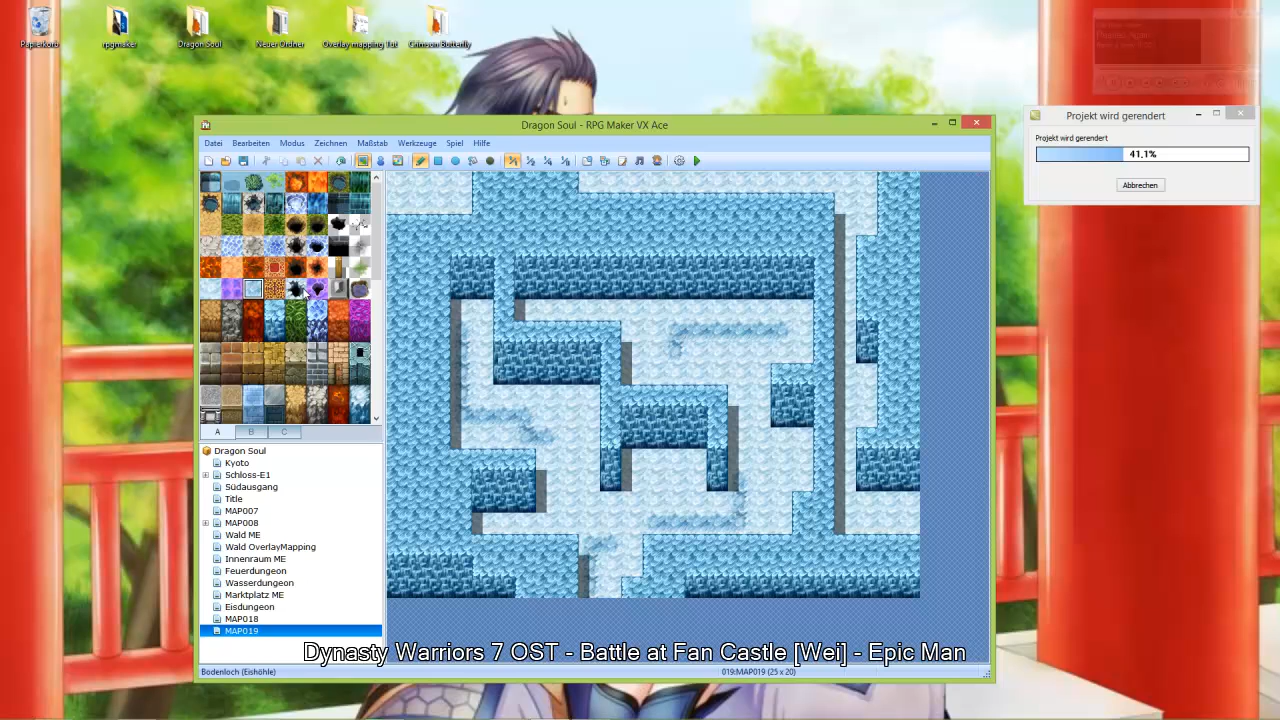 Papierkorb
rpgmaker
Dragon Soul
Neuer Ordner
Overlay mapping Tut
Crimson Butterfly
Dragon Soul - RPG Maker VX Ace
Datei Bearbeiten Modus Zeichnen Maßstab Werkzeuge Spiel Hilfe
Projekt wird gerendert
Projekt wird gerendert
41,1%
Abbrechen
A B C
Dragon Soul
Kyoto
Schloss-E1
Südausgang
Title
MAP007
MAP008
Wald ME
Wald OverlayMapping
Innenraum ME
Feuerdungeon
Wasserdungeon
Marktplatz ME
Eisdungeon
MAP018
MAP019
Dynasty Warriors 7 OST - Battle at Fan Castle [Wei] - Epic Man
Bodenloch (Eishöhle)
019:MAP019 (25 x 20)